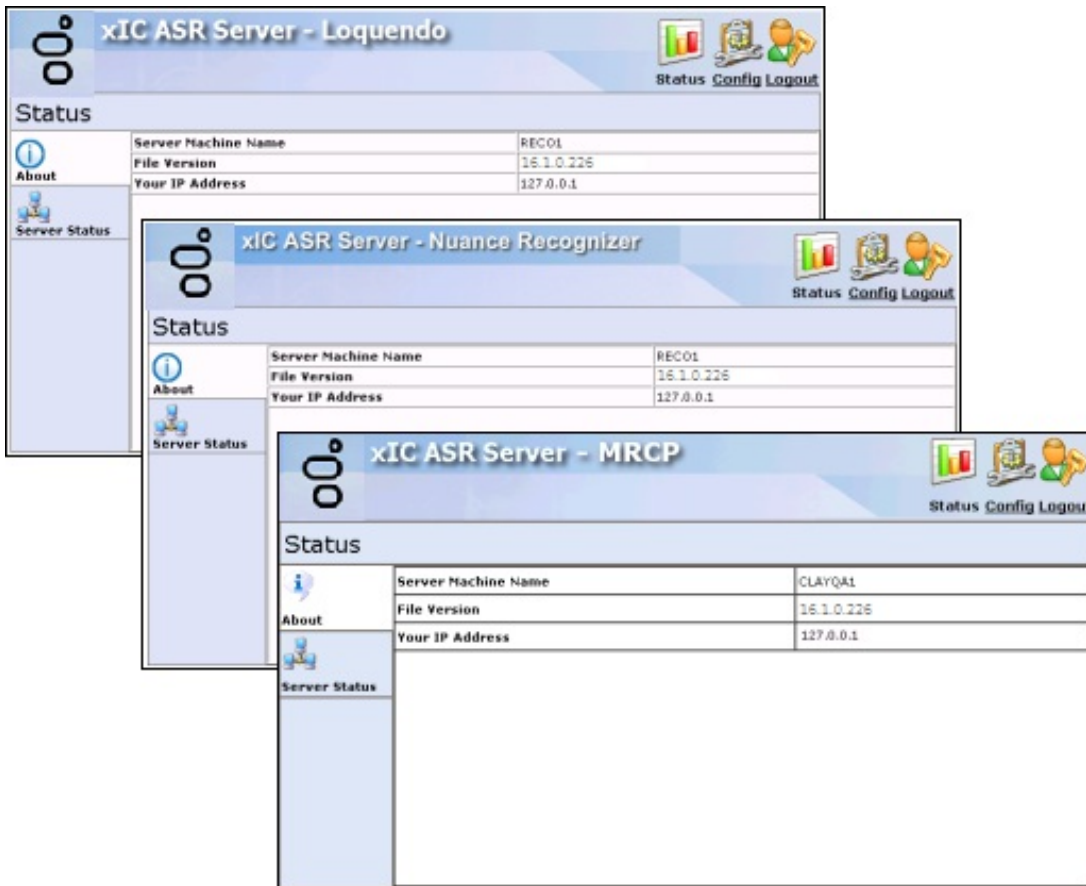 xIC ASR Server - Loquendo
Status Config Logout
Status
About
Server Status
Server Machine Name RECO1
File Version 16.1.0.226
Your IP Address 127.0.0.1
xIC ASR Server - Nuance Recognizer
Status Config Logout
Status
About
Server Status
Server Machine Name RECO1
File Version 16.1.0.226
Your IP Address 127.0.0.1
xIC ASR Server - MRCP
Status Config Logou
Status
About
Server Status
Server Machine Name CLAYQA1
File Version 16.1.0.226
Your IP Address 127.0.0.1